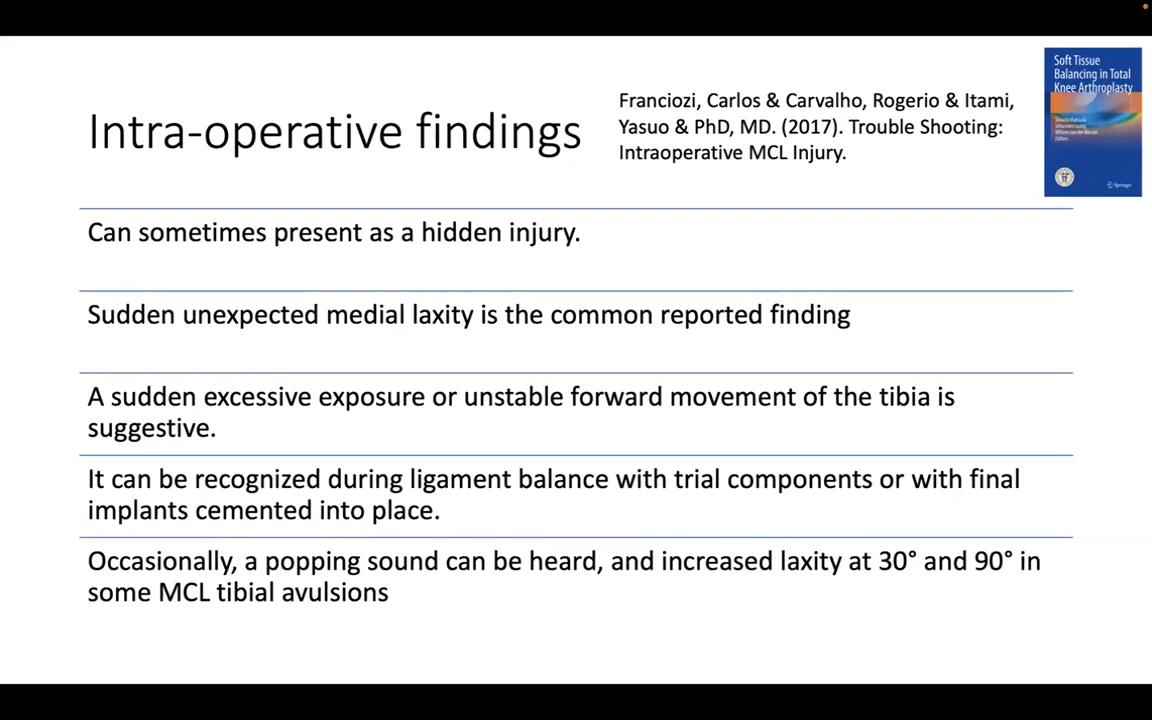 Intra-operative findings
Franciozi, Carlos & Carvalho, Rogerio & Itami,
Yasuo & PhD, MD. (2017). Trouble Shooting:
Intraoperative MCL Injury.
Soft Tissue
Balancing in Total
Knee Arthroplasty
Editors
Springer
Can sometimes present as a hidden injury.
Sudden unexpected medial laxity is the common reported finding
A sudden excessive exposure or unstable forward movement of the tibia is
suggestive.
It can be recognized during ligament balance with trial components or with final
implants cemented into place.
Occasionally, a popping sound can be heard, and increased laxity at 30° and 90° in
some MCL tibial avulsions